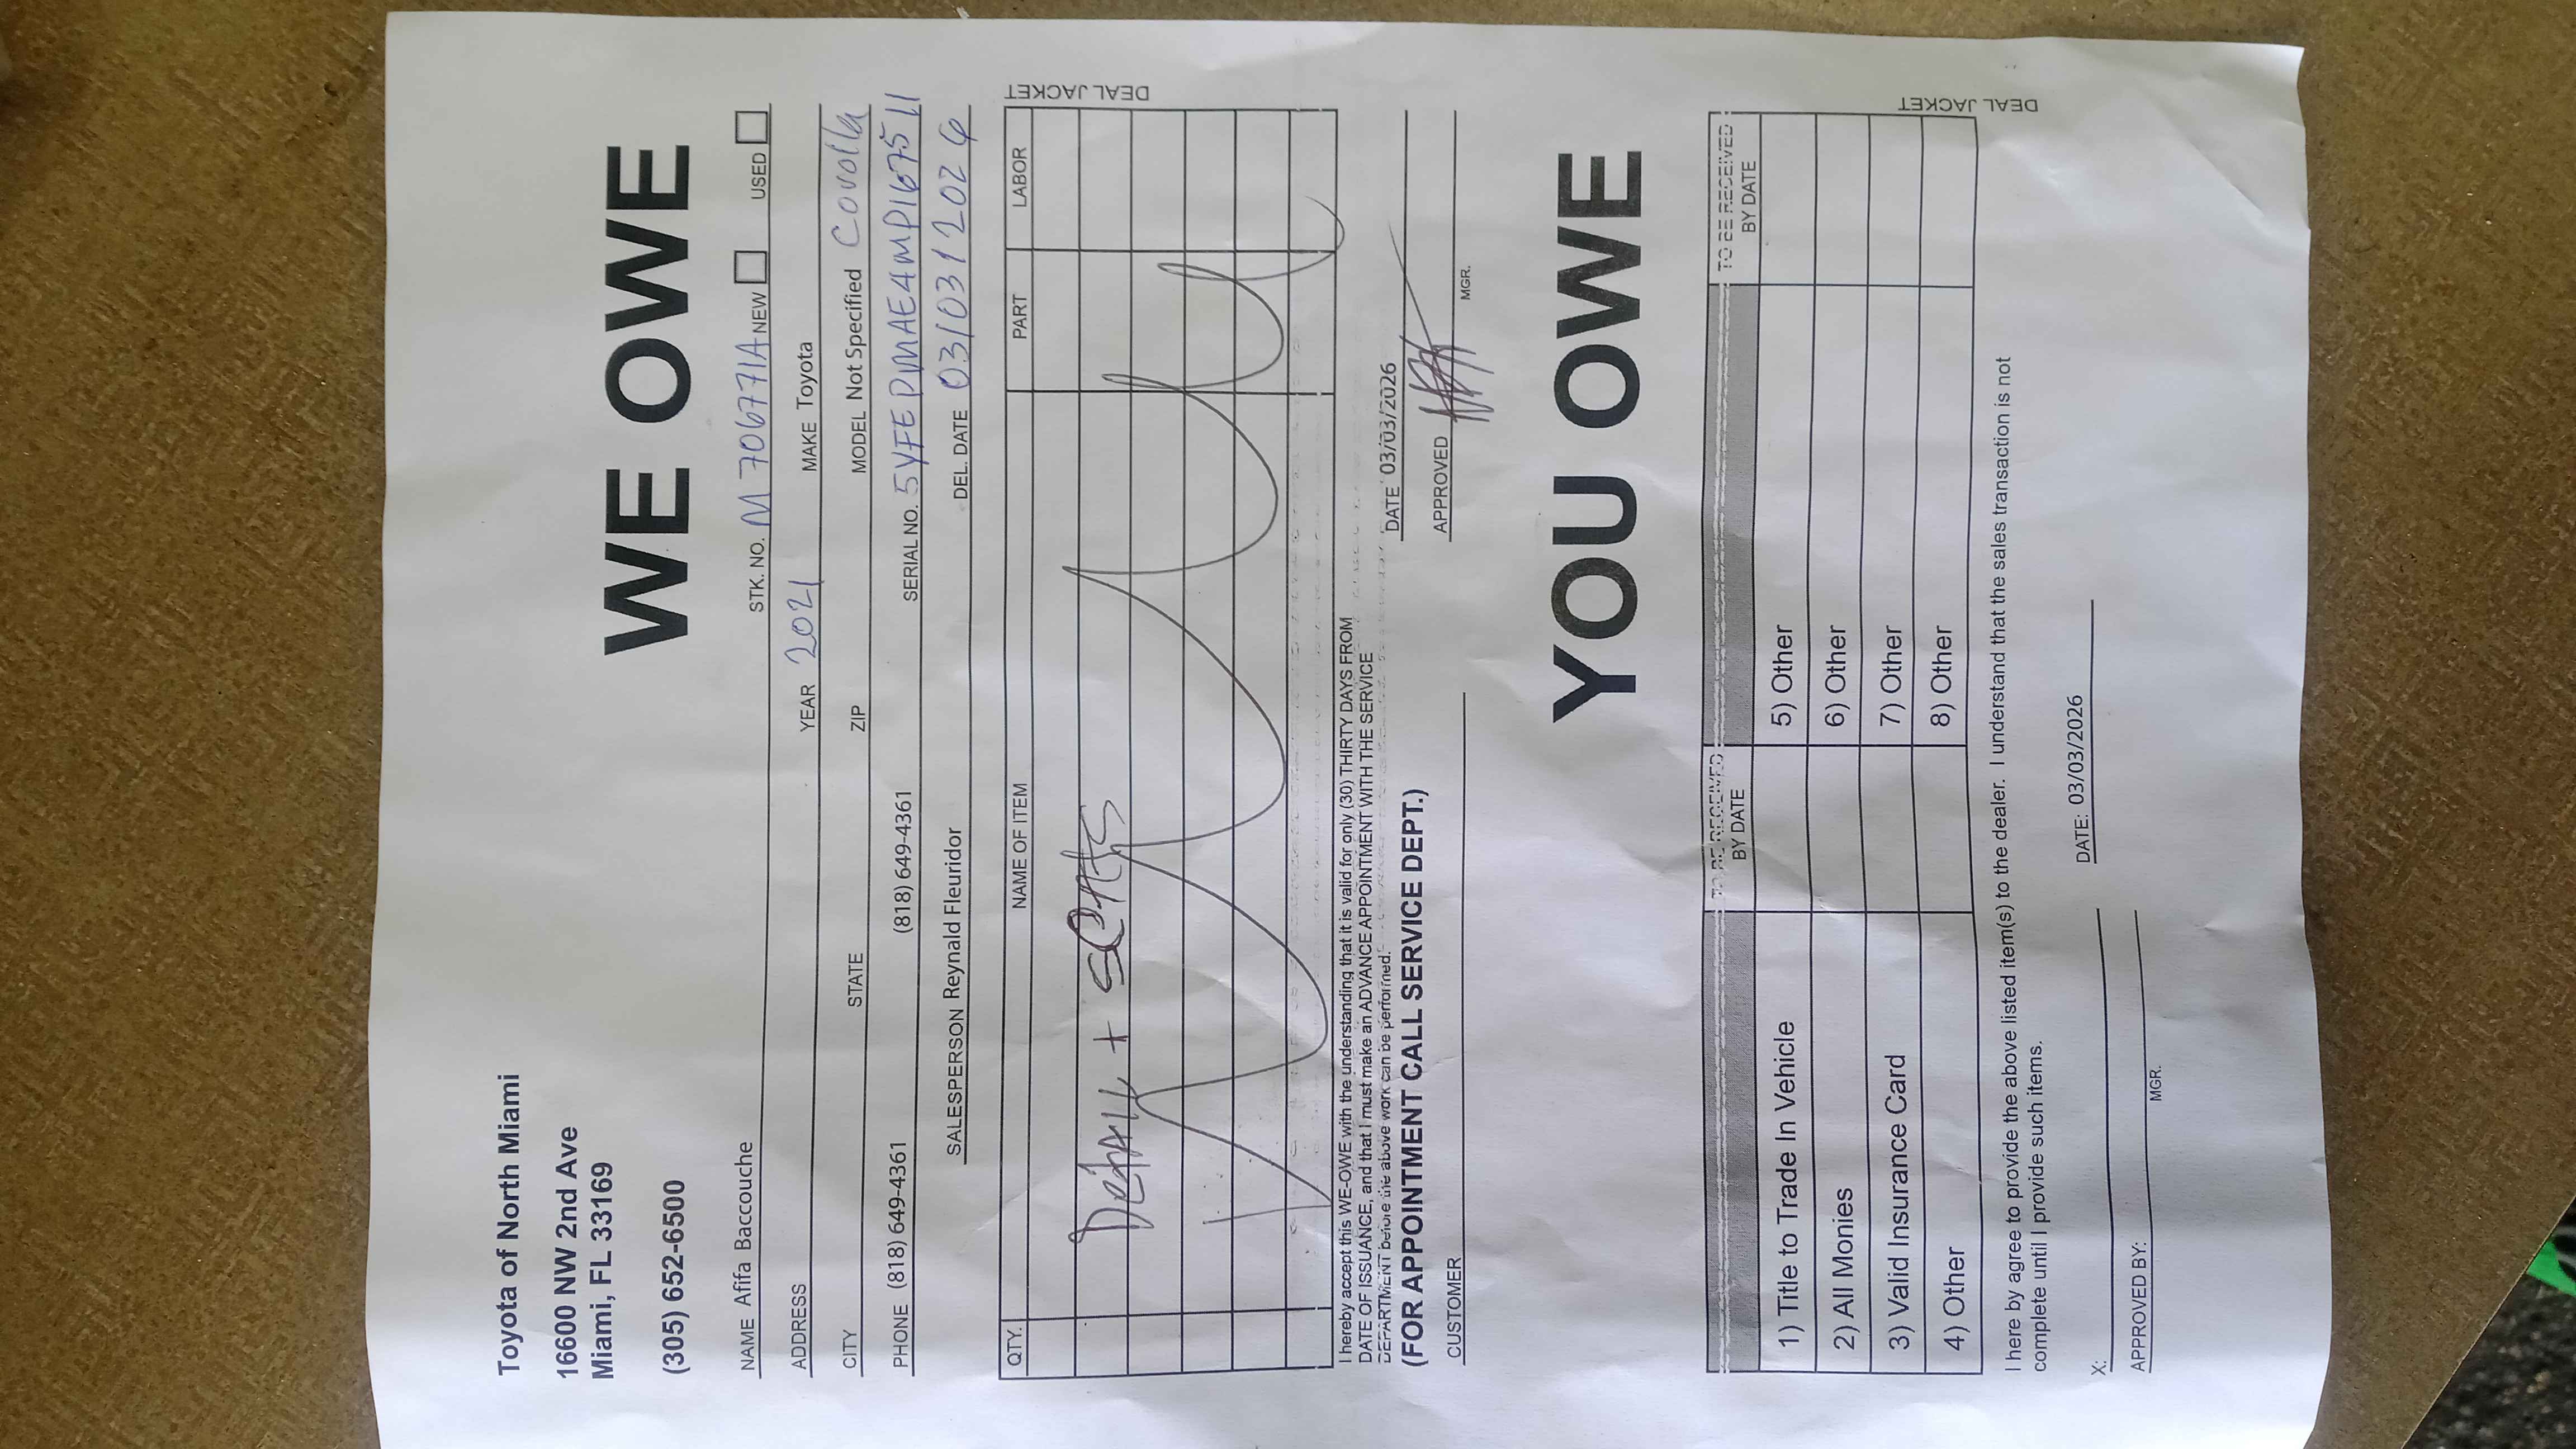 Toyota of North Miami
16600 NW 2nd Ave
Miami, FL 33169
(305) 652-6500
WE OWE
NAME Afifa Baccouche STK. NO. M706771A NEW USED
ADDRESS YEAR 2021 MAKE Toyota
CITY STATE ZIP MODEL Not Specified Corolla
PHONE (818) 649-4361 (818) 649-4361 SERIAL NO. 5YFEPMAE4MP167511
SALESPERSON Reynald Fleuridor DEL. DATE 03/03/2026
QTY. NAME OF ITEM PART LABOR
DEAL JACKET
Detail + seats
I hereby accept this WE-OWE with the understanding that it is valid for only (30) THIRTY DAYS FROM
DATE OF ISSUANCE, and that I must make an ADVANCE APPOINTMENT WITH THE SERVICE
DEPARTMENT before the above work can be performed.
DATE 03/03/2026
(FOR APPOINTMENT CALL SERVICE DEPT.)
CUSTOMER APPROVED
MGR.
YOU OWE
TO BE RECEIVED BY DATE
TO BE RECEIVED BY DATE
1) Title to Trade In Vehicle 5) Other
2) All Monies 6) Other
3) Valid Insurance Card 7) Other
4) Other 8) Other
DEAL JACKET
I here by agree to provide the above listed item(s) to the dealer. I understand that the sales transaction is not
complete until I provide such items.
X: DATE: 03/03/2026
APPROVED BY:
MGR.